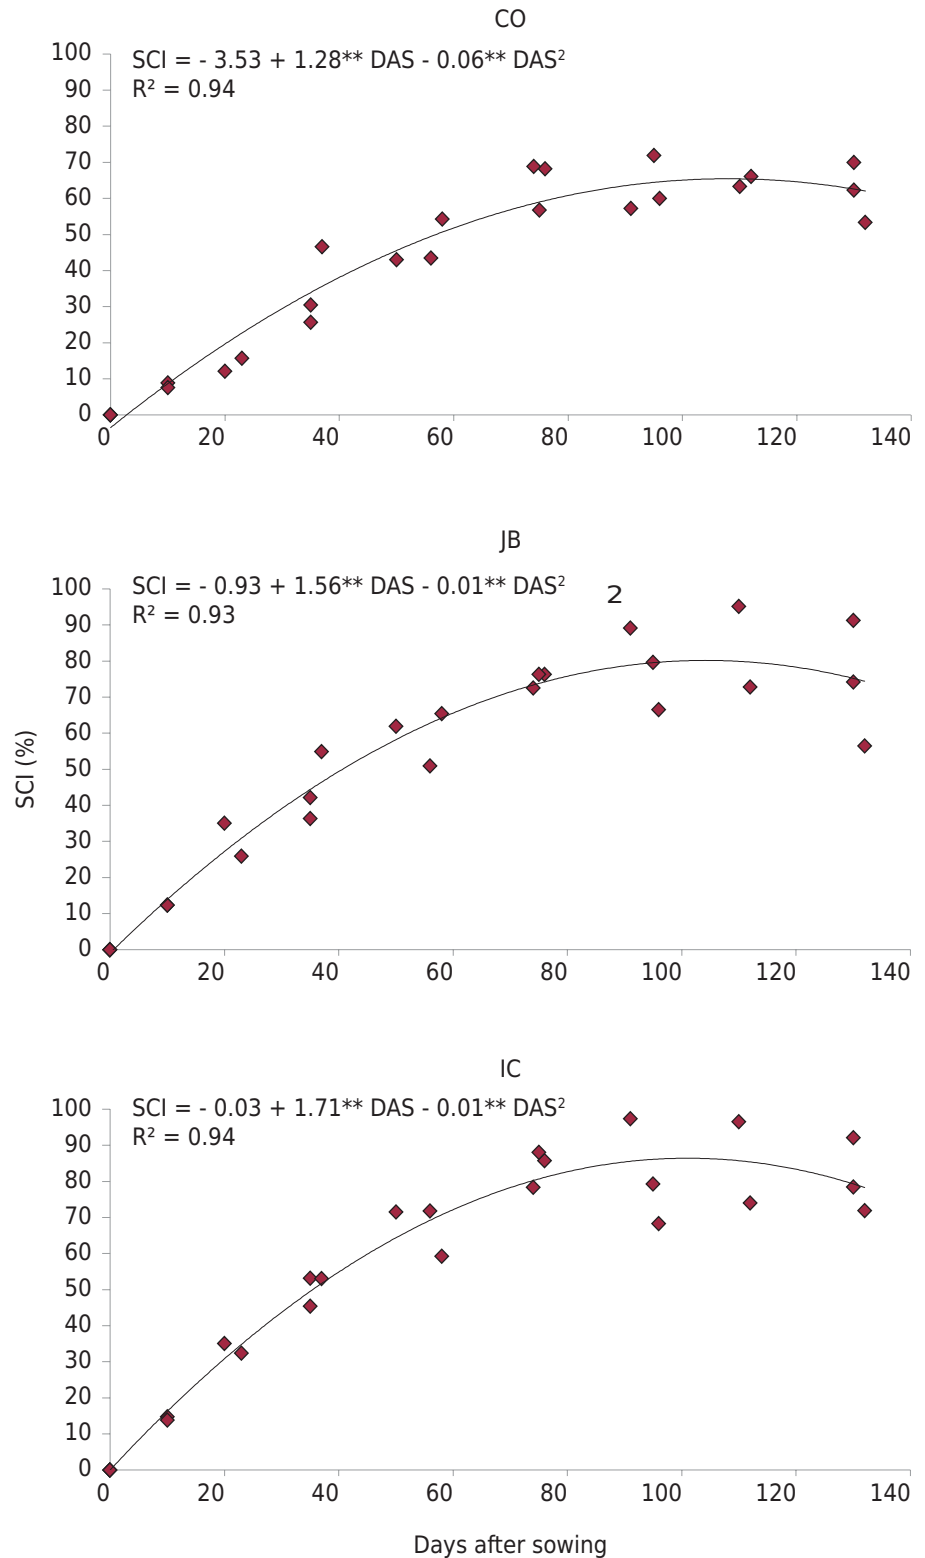 CO
SCI = - 3.53 + 1.28** DAS - 0.06** DAS²
R² = 0.94
100
90
80
70
60
50
40
30
20
10
0
0 20 40 60 80 100 120 140
JB
SCI = - 0.93 + 1.56** DAS - 0.01** DAS²
R² = 0.93
2
100
90
80
70
60
50
40
30
20
10
0
SCI (%)
0 20 40 60 80 100 120 140
IC
SCI = - 0.03 + 1.71** DAS - 0.01** DAS²
R² = 0.94
100
90
80
70
60
50
40
30
20
10
0
0 20 40 60 80 100 120 140
Days after sowing